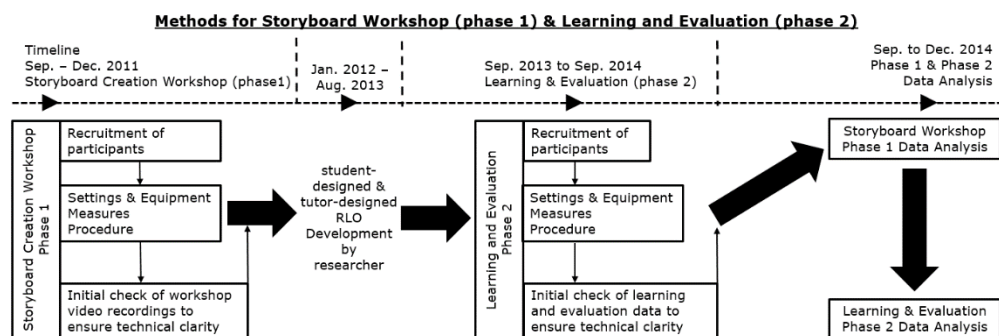 Methods for Storyboard Workshop (phase 1) & Learning and Evaluation (phase 2)
Timeline
Sep. – Dec. 2011
Storyboard Creation Workshop (phase1)
Jan. 2012 –
Aug. 2013
Sep. 2013 to Sep. 2014
Learning & Evaluation (phase 2)
Sep. to Dec. 2014
Phase 1 & Phase 2
Data Analysis
Storyboard Creation Workshop
Phase 1
Recruitment of
participants
Settings & Equipment
Measures
Procedure
Initial check of workshop
video recordings to
ensure technical clarity
student-
designed &
tutor-designed
RLO
Development
by
researcher
Learning and Evaluation
Phase 2
Recruitment of
participants
Settings & Equipment
Measures
Procedure
Initial check of learning
and evaluation data to
ensure technical clarity
Storyboard Workshop
Phase 1 Data Analysis
Learning & Evaluation
Phase 2 Data Analysis